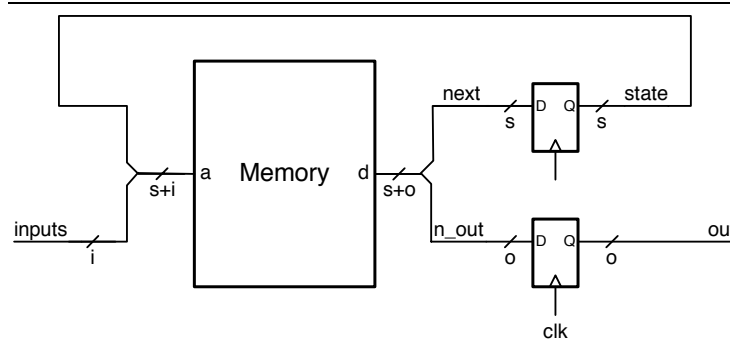 next
s
D Q
s
state
a
Memory
d
s+i
s+o
inputs
i
n_out
o
D Q
o
ou
clk